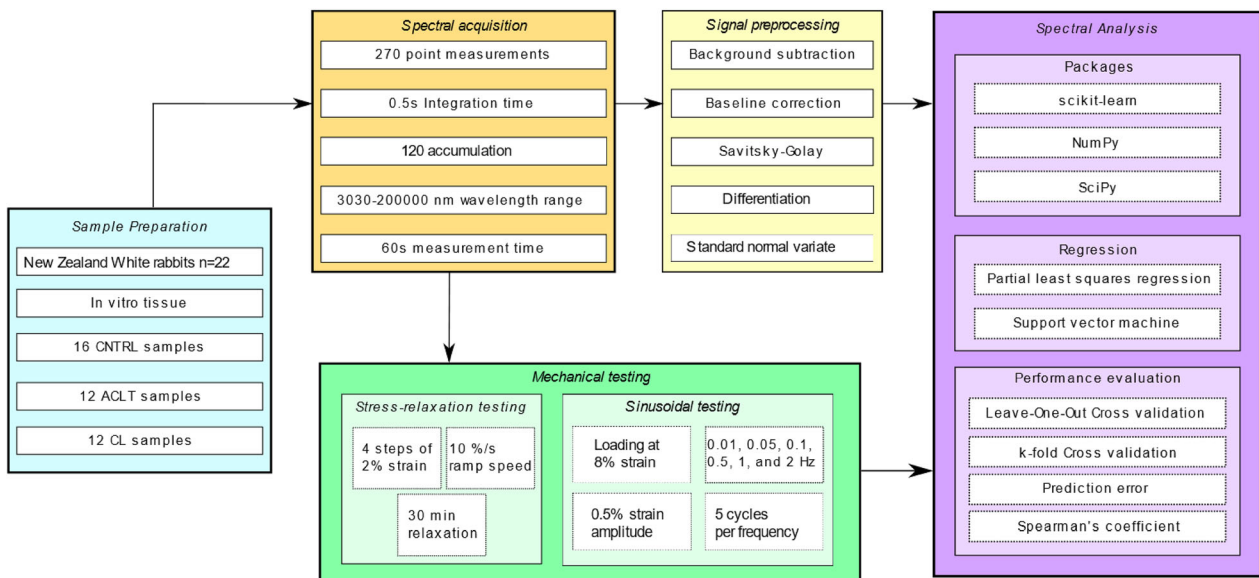 Sample Preparation
New Zealand White rabbits n=22
In vitro tissue
16 CNTRL samples
12 ACLT samples
12 CL samples
Spectral acquisition
270 point measurements
0.5s Integration time
120 accumulation
3030-200000 nm wavelength range
60s measurement time
Signal preprocessing
Background subtraction
Baseline correction
Savitsky-Golay
Differentiation
Standard normal variate
Mechanical testing
Stress-relaxation testing
4 steps of
2% strain
10 %/s
ramp speed
30 min
relaxation
Sinusoidal testing
Loading at
8% strain
0.01, 0.05, 0.1,
0.5, 1, and 2 Hz
0.5% strain
amplitude
5 cycles
per frequency
Spectral Analysis
Packages
scikit-learn
NumPy
SciPy
Regression
Partial least squares regression
Support vector machine
Performance evaluation
Leave-One-Out Cross validation
k-fold Cross validation
Prediction error
Spearman's coefficient